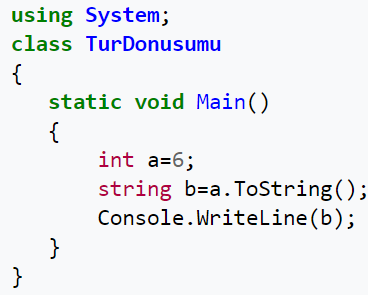 using System;
class TurDonusumu
{
   static void Main()
   {
       int a=6;
       string b=a.ToString();
       Console.WriteLine(b);
   }
}